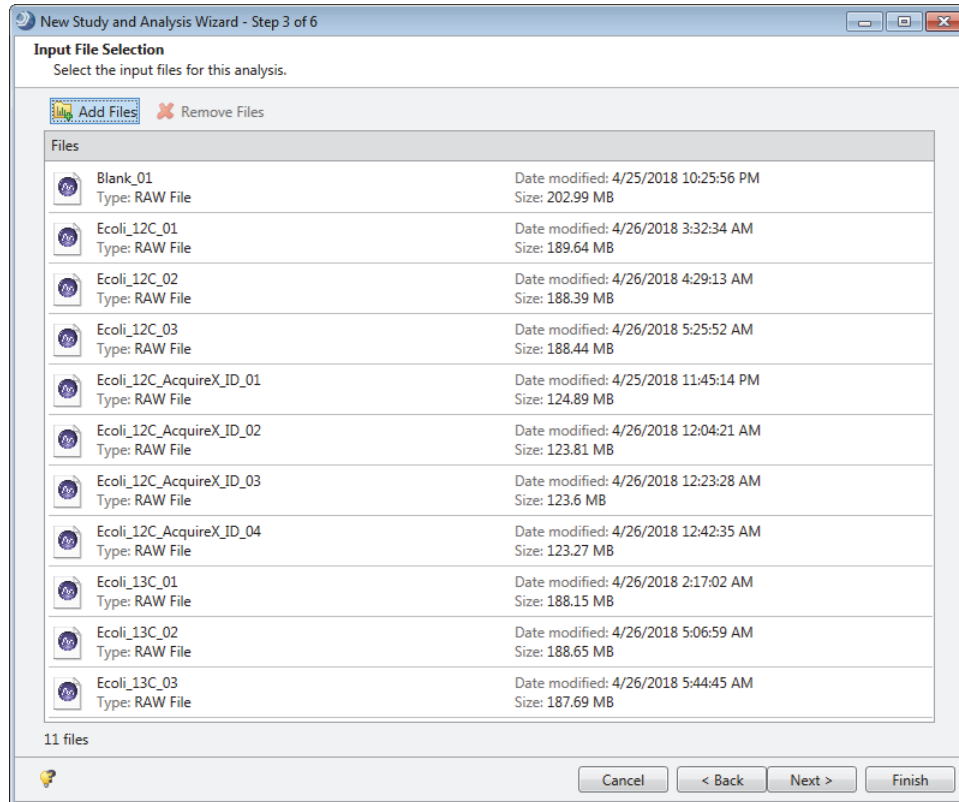 New Study and Analysis Wizard - Step 3 of 6
Input File Selection
Select the input files for this analysis.
Add Files Remove Files
Files
Blank_01 Date modified: 4/25/2018 10:25:56 PM
Type: RAW File Size: 202.99 MB
Ecoli_12C_01 Date modified: 4/26/2018 3:32:34 AM
Type: RAW File Size: 189.64 MB
Ecoli_12C_02 Date modified: 4/26/2018 4:29:13 AM
Type: RAW File Size: 188.39 MB
Ecoli_12C_03 Date modified: 4/26/2018 5:25:52 AM
Type: RAW File Size: 188.44 MB
Ecoli_12C_AcquireX_ID_01 Date modified: 4/25/2018 11:45:14 PM
Type: RAW File Size: 124.89 MB
Ecoli_12C_AcquireX_ID_02 Date modified: 4/26/2018 12:04:21 AM
Type: RAW File Size: 123.81 MB
Ecoli_12C_AcquireX_ID_03 Date modified: 4/26/2018 12:23:28 AM
Type: RAW File Size: 123.6 MB
Ecoli_12C_AcquireX_ID_04 Date modified: 4/26/2018 12:42:35 AM
Type: RAW File Size: 123.27 MB
Ecoli_13C_01 Date modified: 4/26/2018 2:17:02 AM
Type: RAW File Size: 188.15 MB
Ecoli_13C_02 Date modified: 4/26/2018 5:06:59 AM
Type: RAW File Size: 188.65 MB
Ecoli_13C_03 Date modified: 4/26/2018 5:44:45 AM
Type: RAW File Size: 187.69 MB
11 files
Cancel < Back Next > Finish